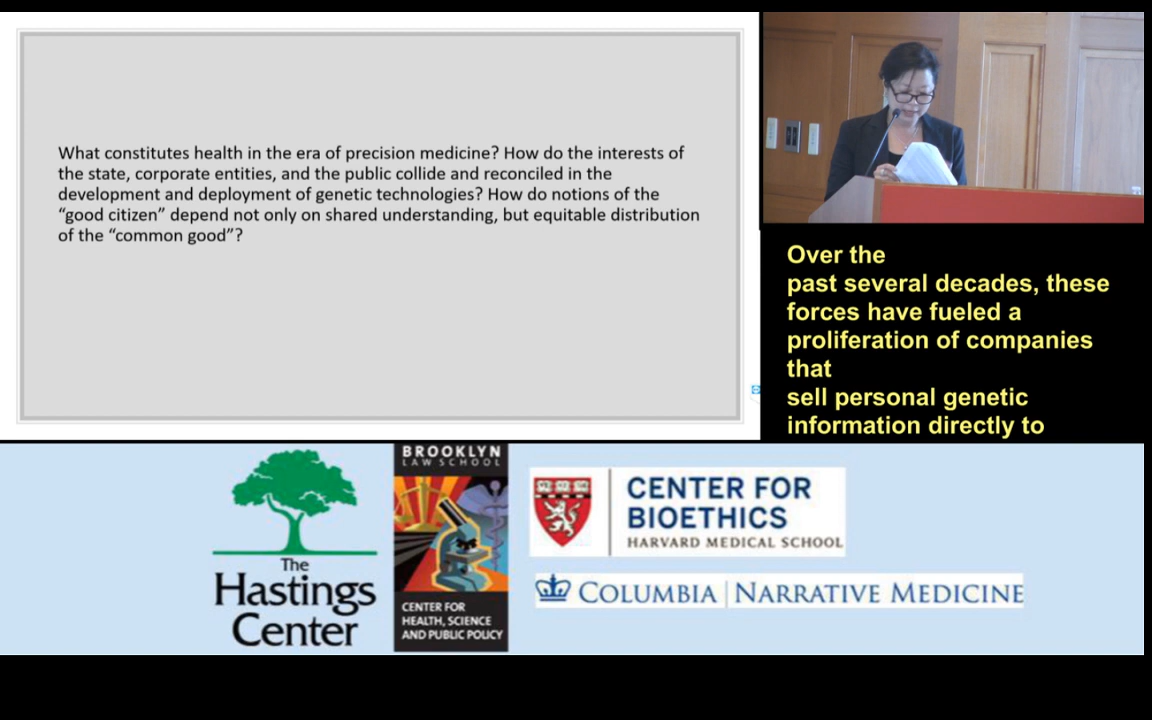 What constitutes health in the era of precision medicine? How do the interests of
the state, corporate entities, and the public collide and reconciled in the
development and deployment of genetic technologies? How do notions of the
“good citizen” depend not only on shared understanding, but equitable distribution
of the “common good”?
Over the
past several decades, these
forces have fueled a
proliferation of companies
that
sell personal genetic
information directly to
The
Hastings
Center
BROOKLYN
LAW SCHOOL
CENTER FOR
HEALTH, SCIENCE
AND PUBLIC POLICY
CENTER FOR
BIOETHICS
HARVARD MEDICAL SCHOOL
COLUMBIA | NARRATIVE MEDICINE